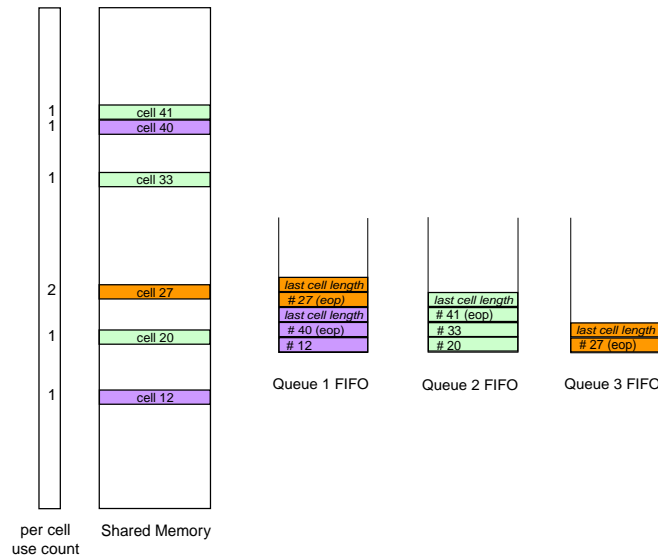 1
cell 41
1
cell 40
1
cell 33
2
cell 27
1
cell 20
1
cell 12
last cell length
# 27 (eop)
last cell length
# 40 (eop)
# 12
last cell length
# 41 (eop)
# 33
# 20
last cell length
# 27 (eop)
Queue 1 FIFO
Queue 2 FIFO
Queue 3 FIFO
per cell
use count
Shared Memory